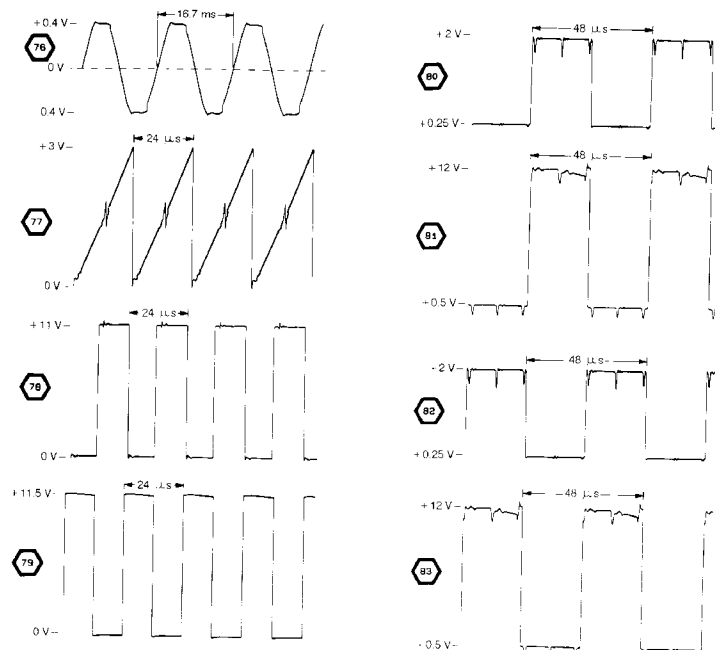 +0.4 V
16.7 ms
76
0 V
0.4 V
+3 V
24 μs
77
0 V
+11 V
24 μs
78
0 V
+11.5 V
24 μs
79
0 V
+2 V
48 μs
80
+0.25 V
+12 V
48 μs
81
+0.5 V
- 2 V
48 μs
82
+0.25 V
+12 V
48 μs
83
- 0.5 V